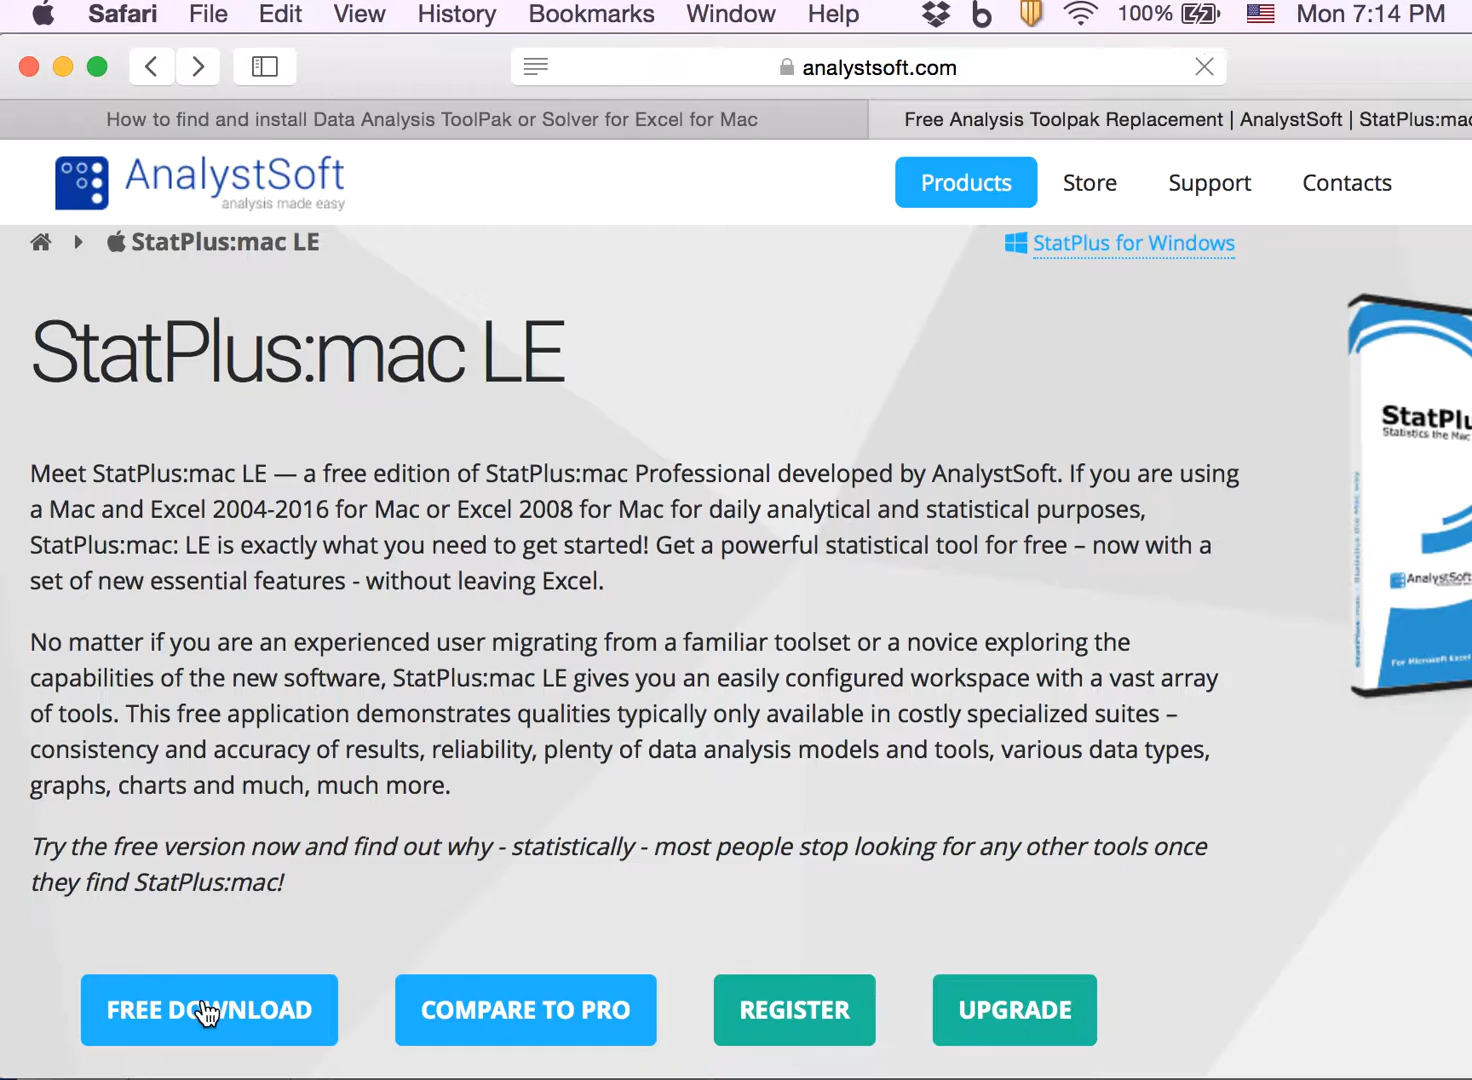 Safari File Edit View History Bookmarks Window Help 100% Mon 7:14 PM
analystsoft.com
How to find and install Data Analysis ToolPak or Solver for Excel for Mac
Free Analysis Toolpak Replacement | AnalystSoft | StatPlus:mac
AnalystSoft
analysis made easy
Products Store Support Contacts
StatPlus:mac LE
StatPlus for Windows
StatPlus:mac LE
Meet StatPlus:mac LE — a free edition of StatPlus:mac Professional developed by AnalystSoft. If you are using
a Mac and Excel 2004-2016 for Mac or Excel 2008 for Mac for daily analytical and statistical purposes,
StatPlus:mac: LE is exactly what you need to get started! Get a powerful statistical tool for free – now with a
set of new essential features - without leaving Excel.
No matter if you are an experienced user migrating from a familiar toolset or a novice exploring the
capabilities of the new software, StatPlus:mac LE gives you an easily configured workspace with a vast array
of tools. This free application demonstrates qualities typically only available in costly specialized suites –
consistency and accuracy of results, reliability, plenty of data analysis models and tools, various data types,
graphs, charts and much, much more.
Try the free version now and find out why - statistically - most people stop looking for any other tools once
they find StatPlus:mac!
FREE DOWNLOAD COMPARE TO PRO REGISTER UPGRADE
StatPlu
Statistics the Mac
AnalystSoft
For Microsoft Excel